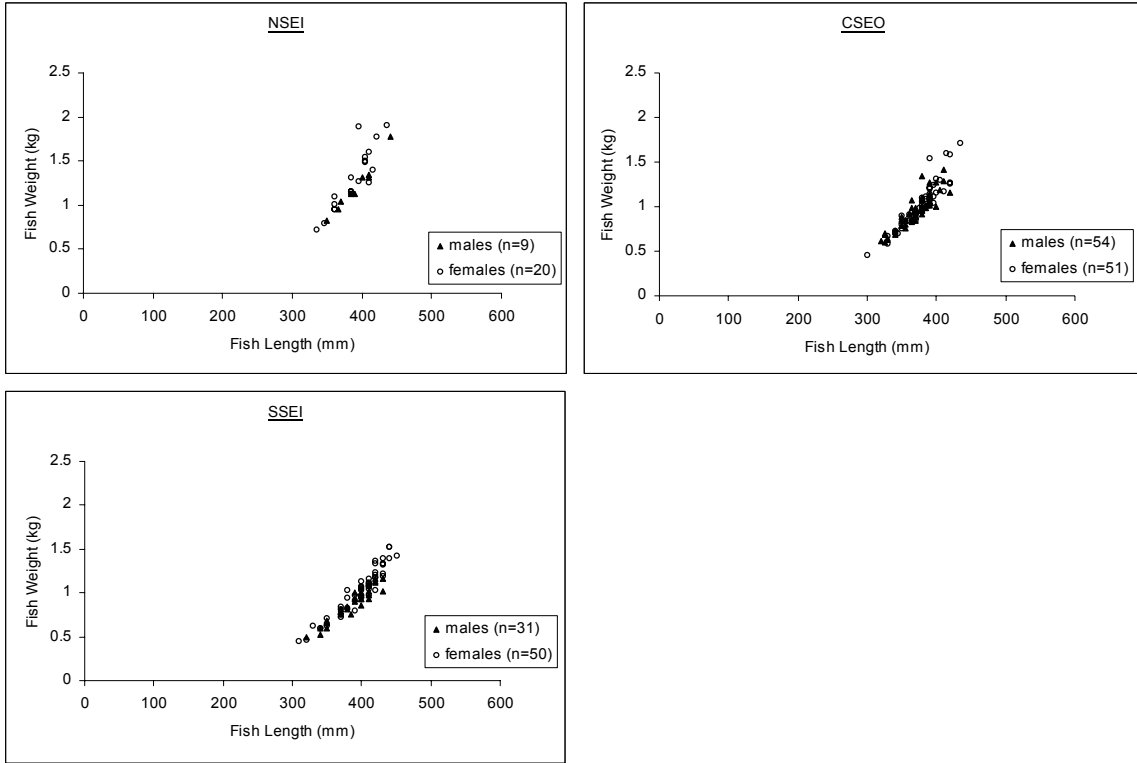 NSEI
2.5
2
1.5
1
0.5
0
Fish Weight (kg)
0 100 200 300 400 500 600
Fish Length (mm)
males (n=9)
females (n=20)
CSEO
2.5
2
1.5
1
0.5
0
Fish Weight (kg)
0 100 200 300 400 500 600
Fish Length (mm)
males (n=54)
females (n=51)
SSEI
2.5
2
1.5
1
0.5
0
Fish Weight (kg)
0 100 200 300 400 500 600
Fish Length (mm)
males (n=31)
females (n=50)